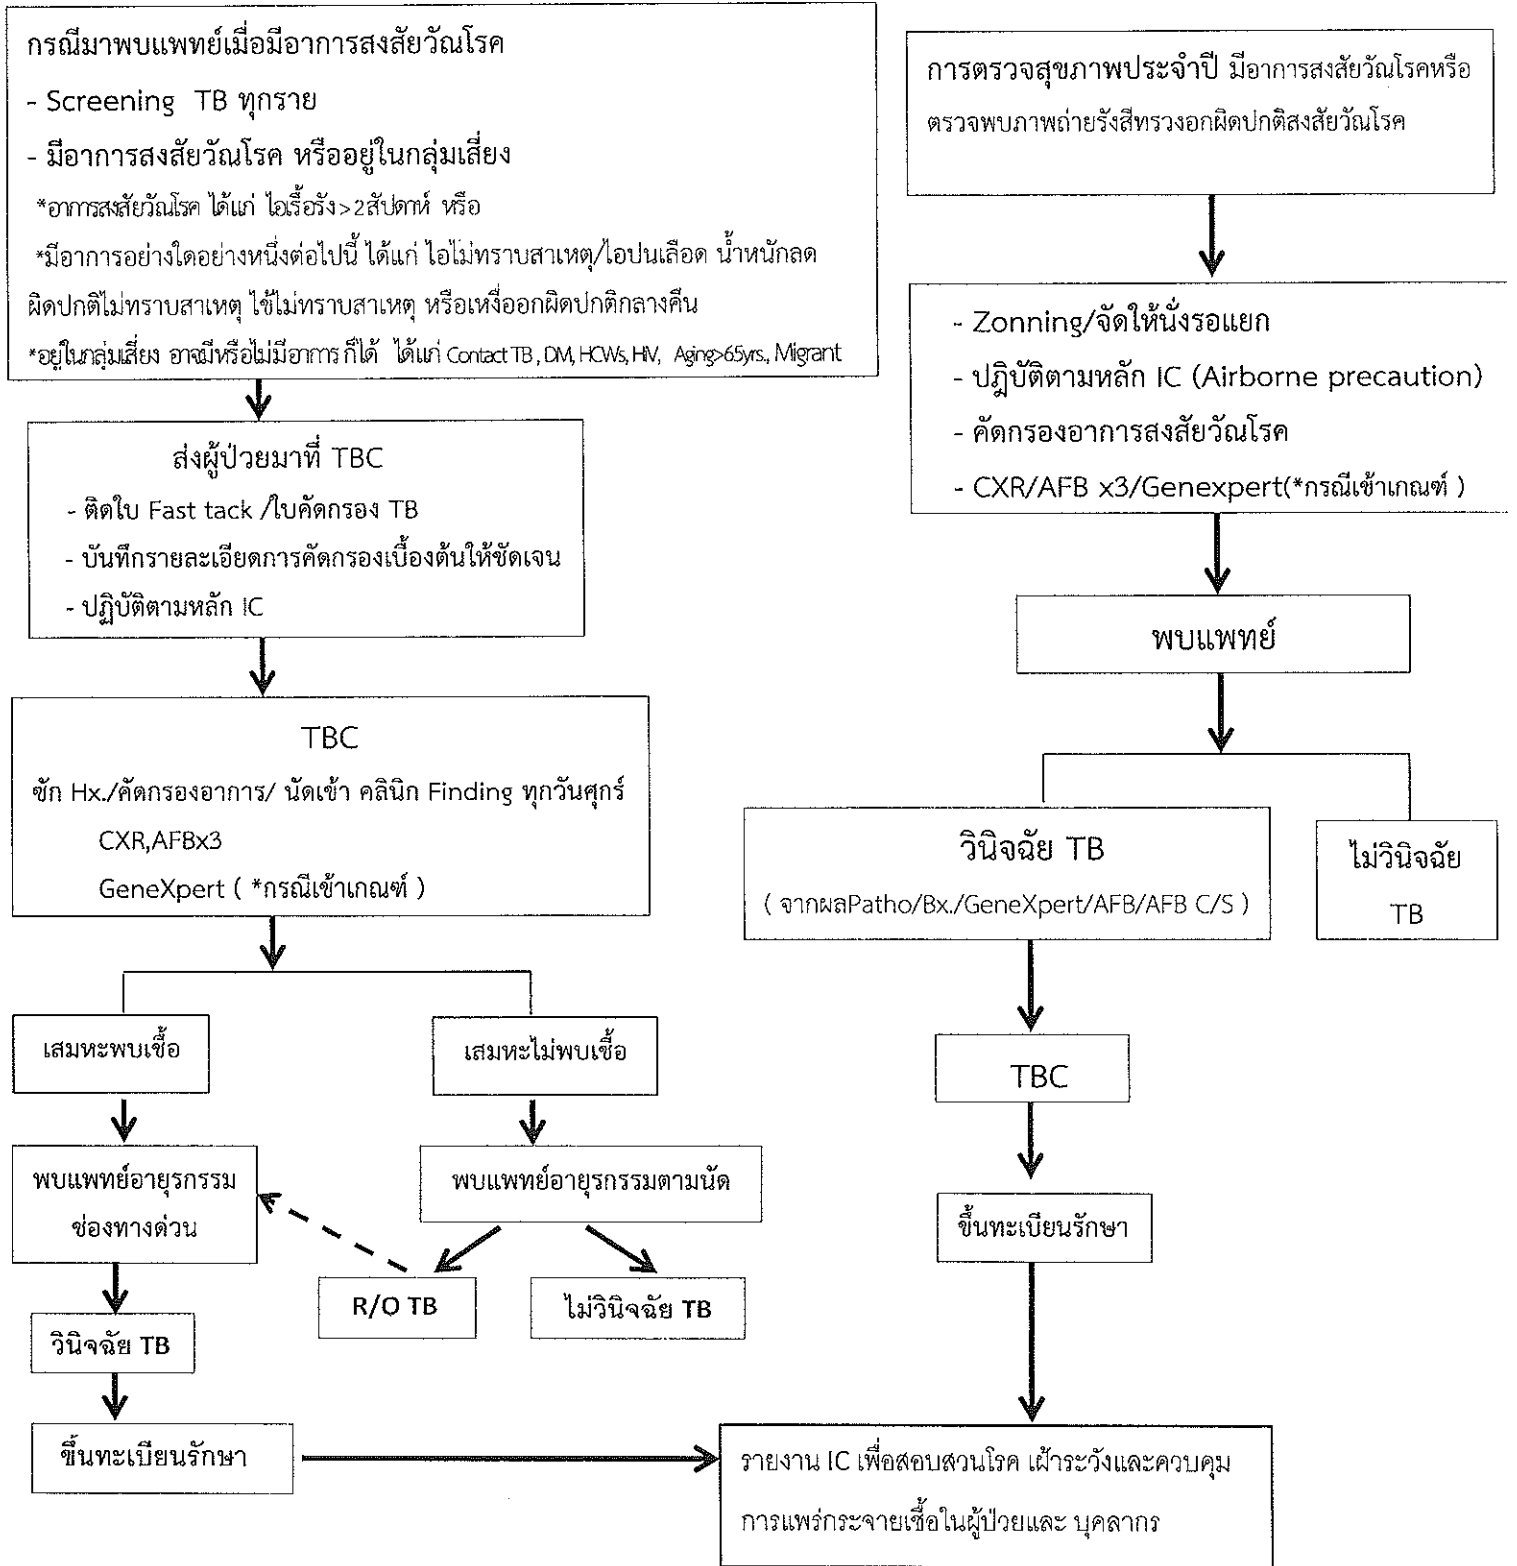 กรณีมาพบแพทย์เมื่อมีอาการสงสัยวัณโรค
- Screening TB ทุกราย
- มีอาการสงสัยวัณโรค หรืออยู่ในกลุ่มเสี่ยง
*อาการสงสัยวัณโรค ได้แก่ ไอเรื้อรัง > 2 สัปดาห์ หรือ
*มีอาการอย่างใดอย่างหนึ่งต่อไปนี้ ได้แก่ ไอไม่ทราบสาเหตุ/ไอปนเลือด น้ำหนักลด
ผิดปกติไม่ทราบสาเหตุ ไข้ไม่ทราบสาเหตุ หรือเหงื่อออกผิดปกติกลางคืน
*อยู่ในกลุ่มเสี่ยง อาจมีหรือไม่มีอาการ ก็ได้ ได้แก่ Contact TB , DM, HCWs, HIV, Aging>65yrs., Migrant
ส่งผู้ป่วยมาที่ TBC
- ติดใบ Fast tack /ใบคัดกรอง TB
- บันทึกรายละเอียดการคัดกรองเบื้องต้นให้ชัดเจน
- ปฏิบัติตามหลัก IC
TBC
ซัก Hx./คัดกรองอาการ/ นัดเข้า คลินิก Finding ทุกวันศุกร์
CXR,AFBx3
GeneXpert ( *กรณีเข้าเกณฑ์ )
เสมหะพบเชื้อ
เสมหะไม่พบเชื้อ
พบแพทย์อายุรกรรม
ช่องทางด่วน
พบแพทย์อายุรกรรมตามนัด
R/O TB
ไม่วินิจฉัย TB
วินิจฉัย TB
ขึ้นทะเบียนรักษา
การตรวจสุขภาพประจำปี มีอาการสงสัยวัณโรคหรือ
ตรวจพบภาพถ่ายรังสีทรวงอกผิดปกติสงสัยวัณโรค
- Zonning/จัดให้นั่งรอแยก
- ปฏิบัติตามหลัก IC (Airborne precaution)
- คัดกรองอาการสงสัยวัณโรค
- CXR/AFB x3/Genexpert(*กรณีเข้าเกณฑ์ )
พบแพทย์
วินิจฉัย TB
( จากผลPatho/Bx./GeneXpert/AFB/AFB C/S )
ไม่วินิจฉัย
TB
TBC
ขึ้นทะเบียนรักษา
รายงาน IC เพื่อสอบสวนโรค เฝ้าระวังและควบคุม
การแพร่กระจายเชื้อในผู้ป่วยและ บุคลากร